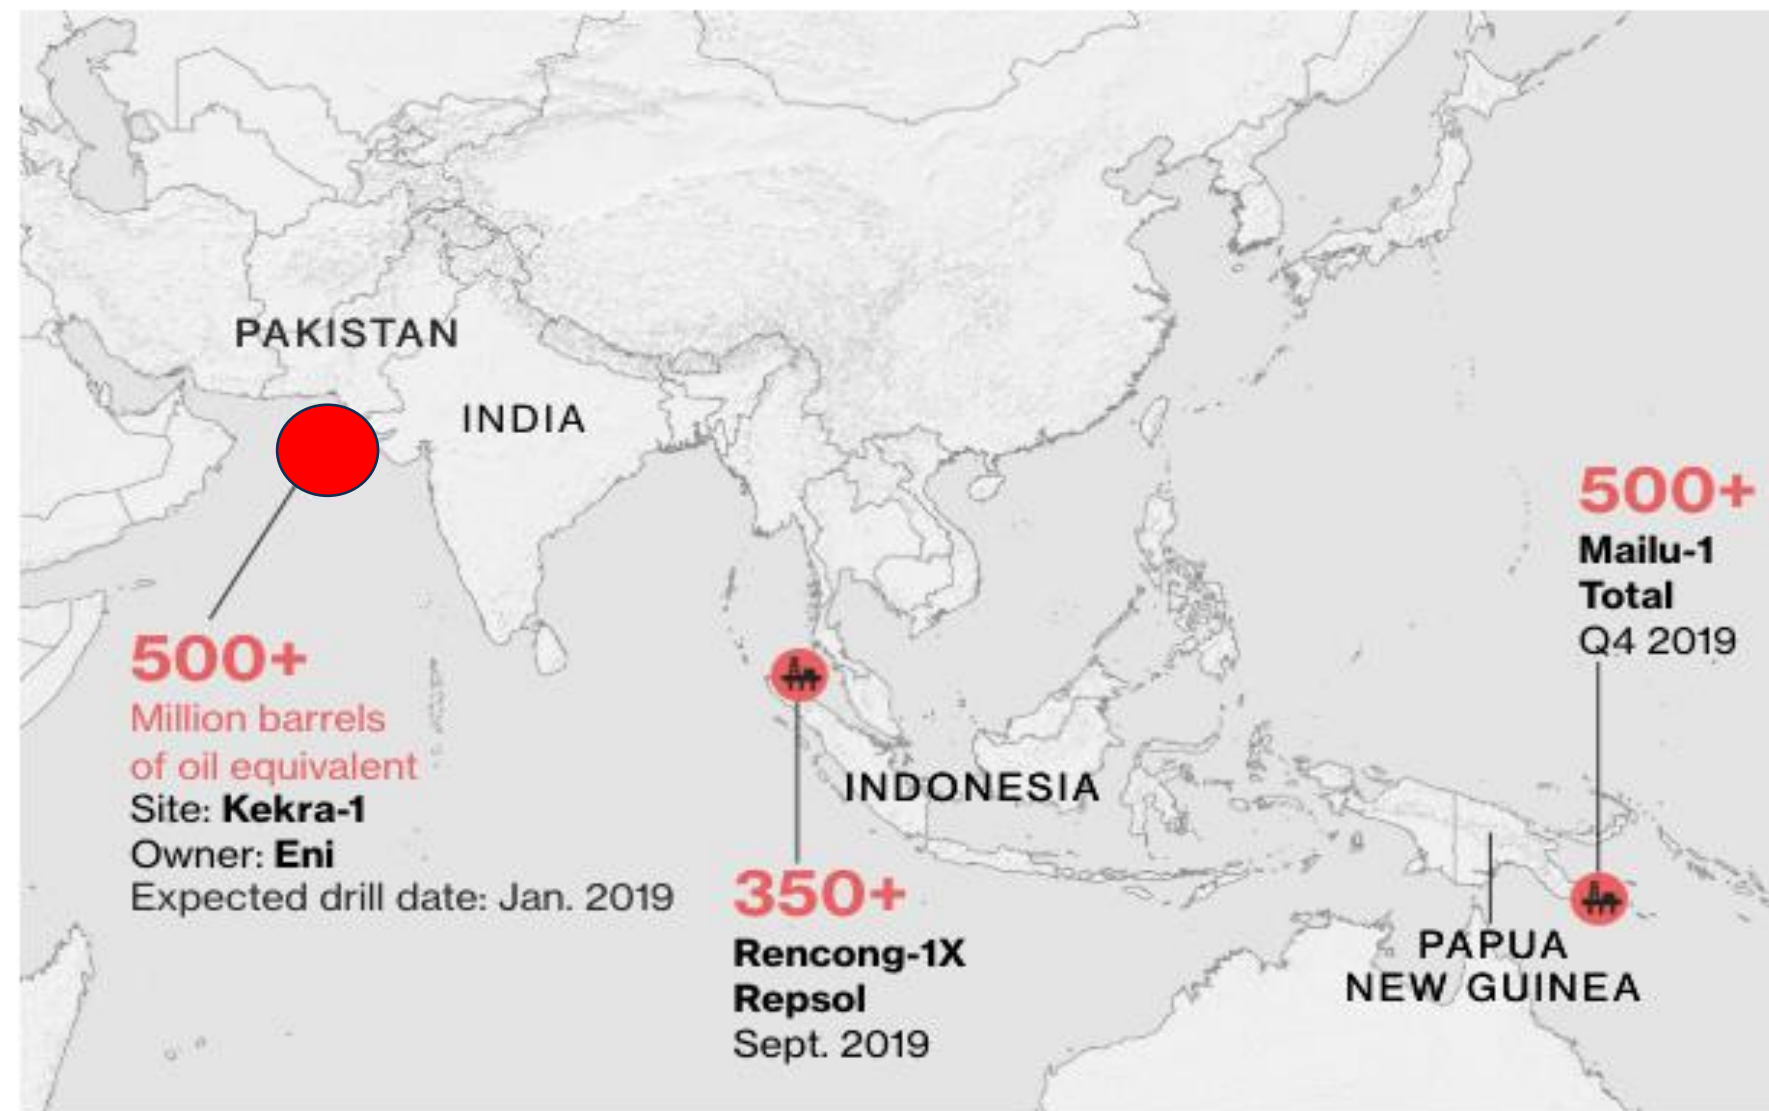 PAKISTAN
INDIA
500+
Million barrels
of oil equivalent
Site: Kekra-1
Owner: Eni
Expected drill date: Jan. 2019
INDONESIA
350+
Rencong-1X
Repsol
Sept. 2019
500+
Mailu-1
Total
Q4 2019
PAPUA
NEW GUINEA